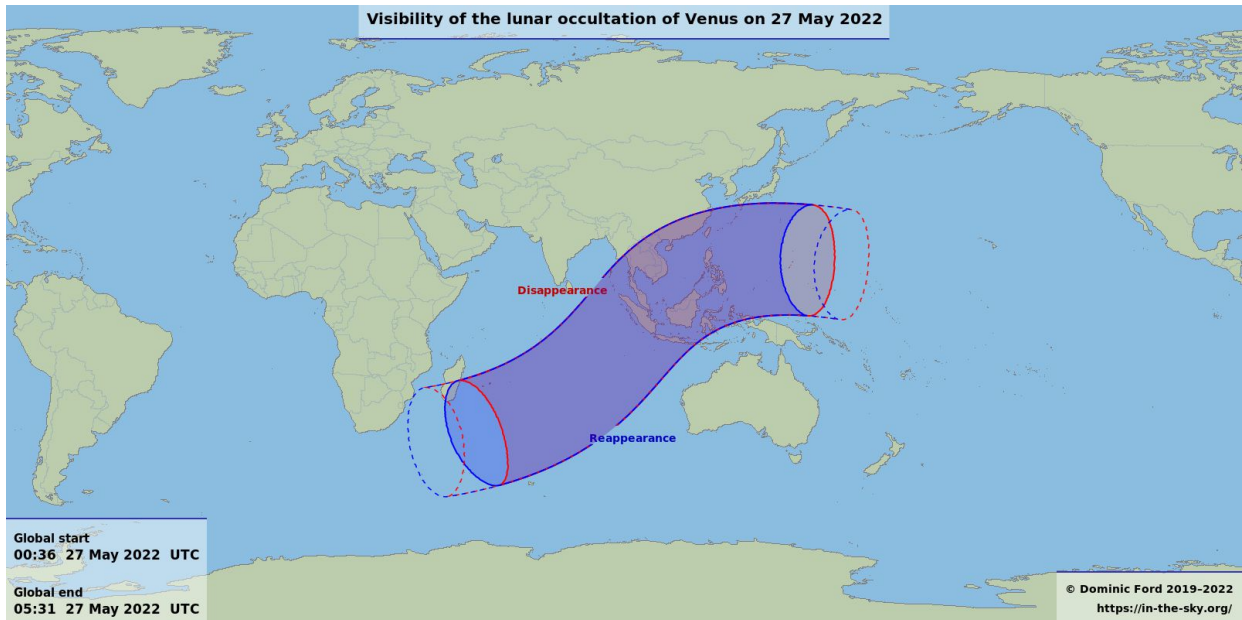 Visibility of the lunar occultation of Venus on 27 May 2022
Disappearance
Reappearance
Global start
00:36 27 May 2022 UTC
Global end
05:31 27 May 2022 UTC
© Dominic Ford 2019–2022
https://in-the-sky.org/